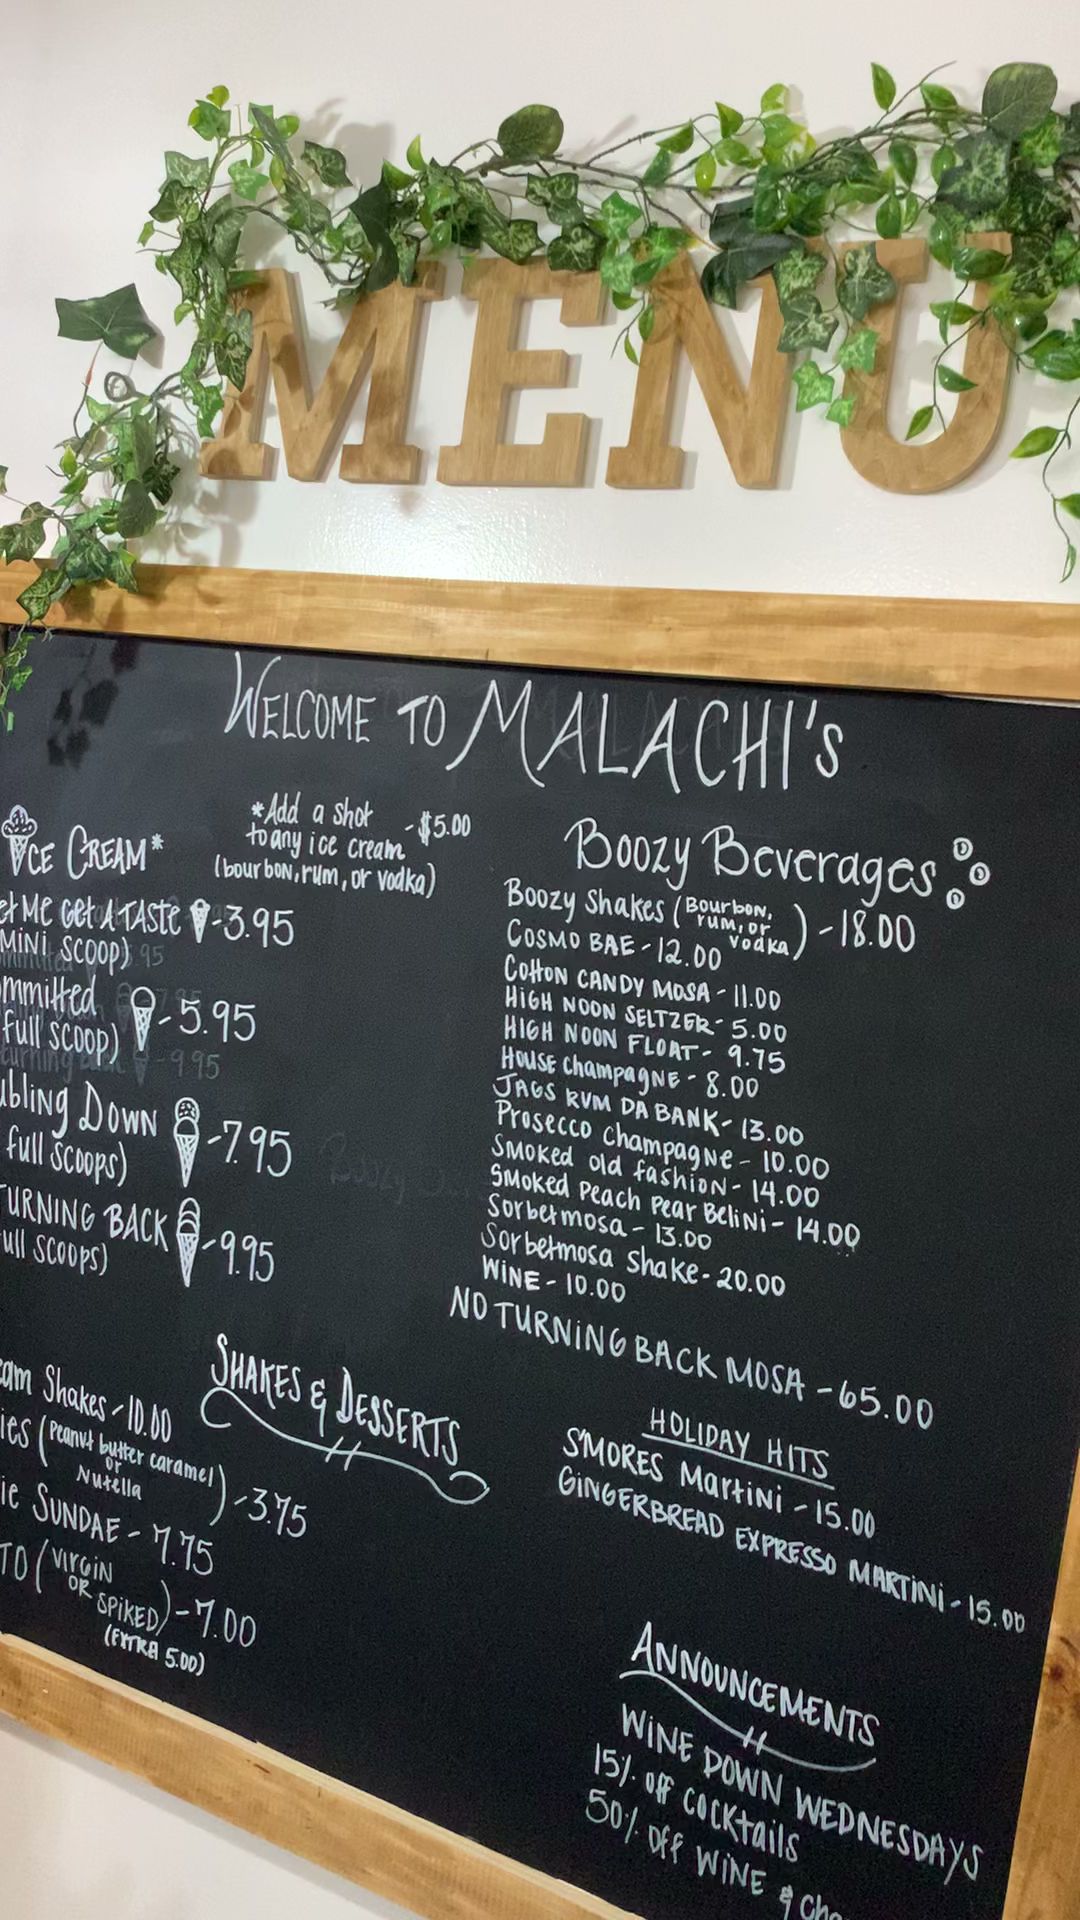 MENU
WELCOME TO MALACHI'S
ICE CREAM*
*Add a shot - $5.00
to any ice cream
(bourbon, rum, or vodka)
et ME GET A TASTE - 3.95
MINI SCOOP)
mmitted - 5.95
full scoop)
ubling DOWN - 7.95
full scoops)
TURNING BACK - 9.95
ull scoops)
SHAKES & DESSERTS
eam Shakes - 10.00
ies (Peanut butter caramel
or
Nutella) - 3.75
ie SUNDAE - 7.75
TO (VIRGIN
OR SPIKED) - 7.00
(EXTRA 5.00)
Boozy Beverages
Boozy Shakes (Bourbon,
rum, or
vodka) - 18.00
COSMO BAE - 12.00
Cotton CANDY MOSA - 11.00
HIGH NOON SELTZER - 5.00
HIGH NOON FLOAT - 9.75
HOUSE champagne - 8.00
JAGS RUM DA BANK - 13.00
Prosecco champagne - 10.00
Smoked old fashion - 14.00
Smoked Peach Pear Belini - 14.00
Sorbetmosa - 13.00
Sorbetmosa Shake - 20.00
WINE - 10.00
NO TURNING BACK MOSA - 65.00
HOLIDAY HITS
S'MORES Martini - 15.00
GINGERBREAD EXPRESSO MARTINI - 15.00
ANNOUNCEMENTS
WINE DOWN WEDNESDAYS
15% off cocktails
50% off WINE & Cha